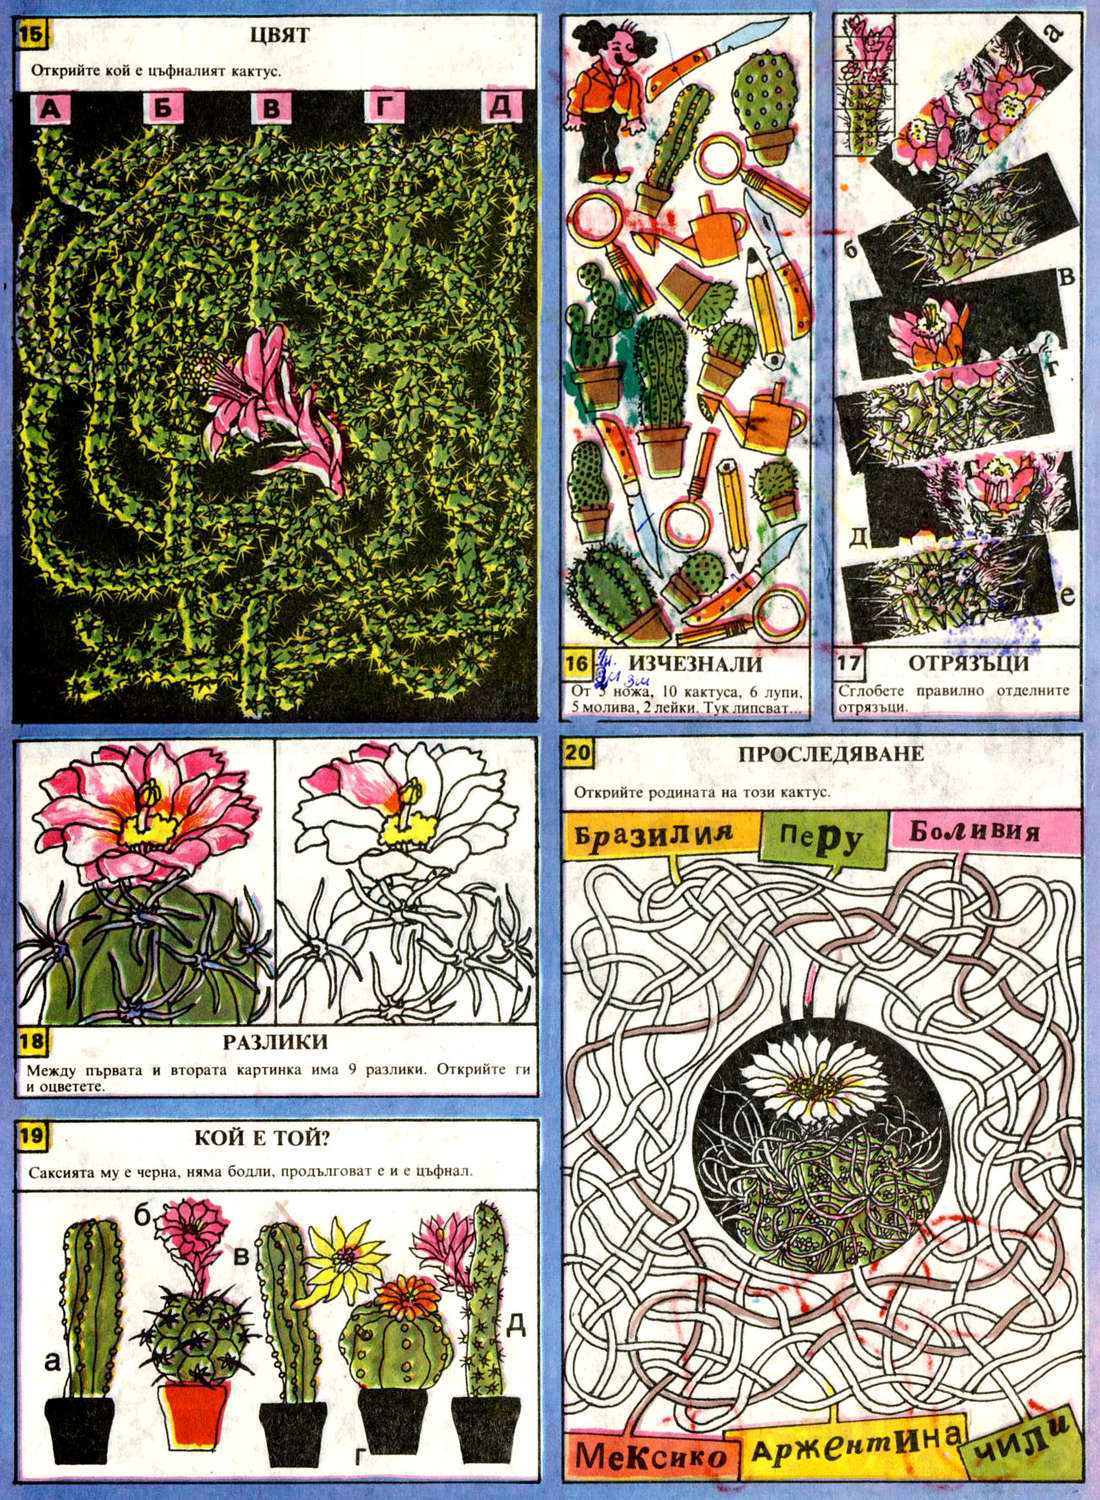 15
ЦВЯТ
Открийте кой е цъфналият кактус.
А Б В Г Д
16
ИЗЧЕЗНАЛИ
5 ножа, 10 кактуса, 6 лупи,
5 молива, 2 лейки. Тук липсват...
а
б
в
г
д
е
17
ОТРЯЗЪЦИ
Сглобете правилно отделните
отрязъци.
18
РАЗЛИКИ
Между първата и втората картинка има 9 разлики. Открийте ги
и оцветете.
19
КОЙ Е ТОЙ?
Саксията му е черна, няма бодли, продълговат е и е цъфнал.
а
б
в
г
д
20
ПРОСЛЕДЯВАНЕ
Открийте родината на този кактус.
Бразилия Перу Боливия
Мексико Аржентина Чили